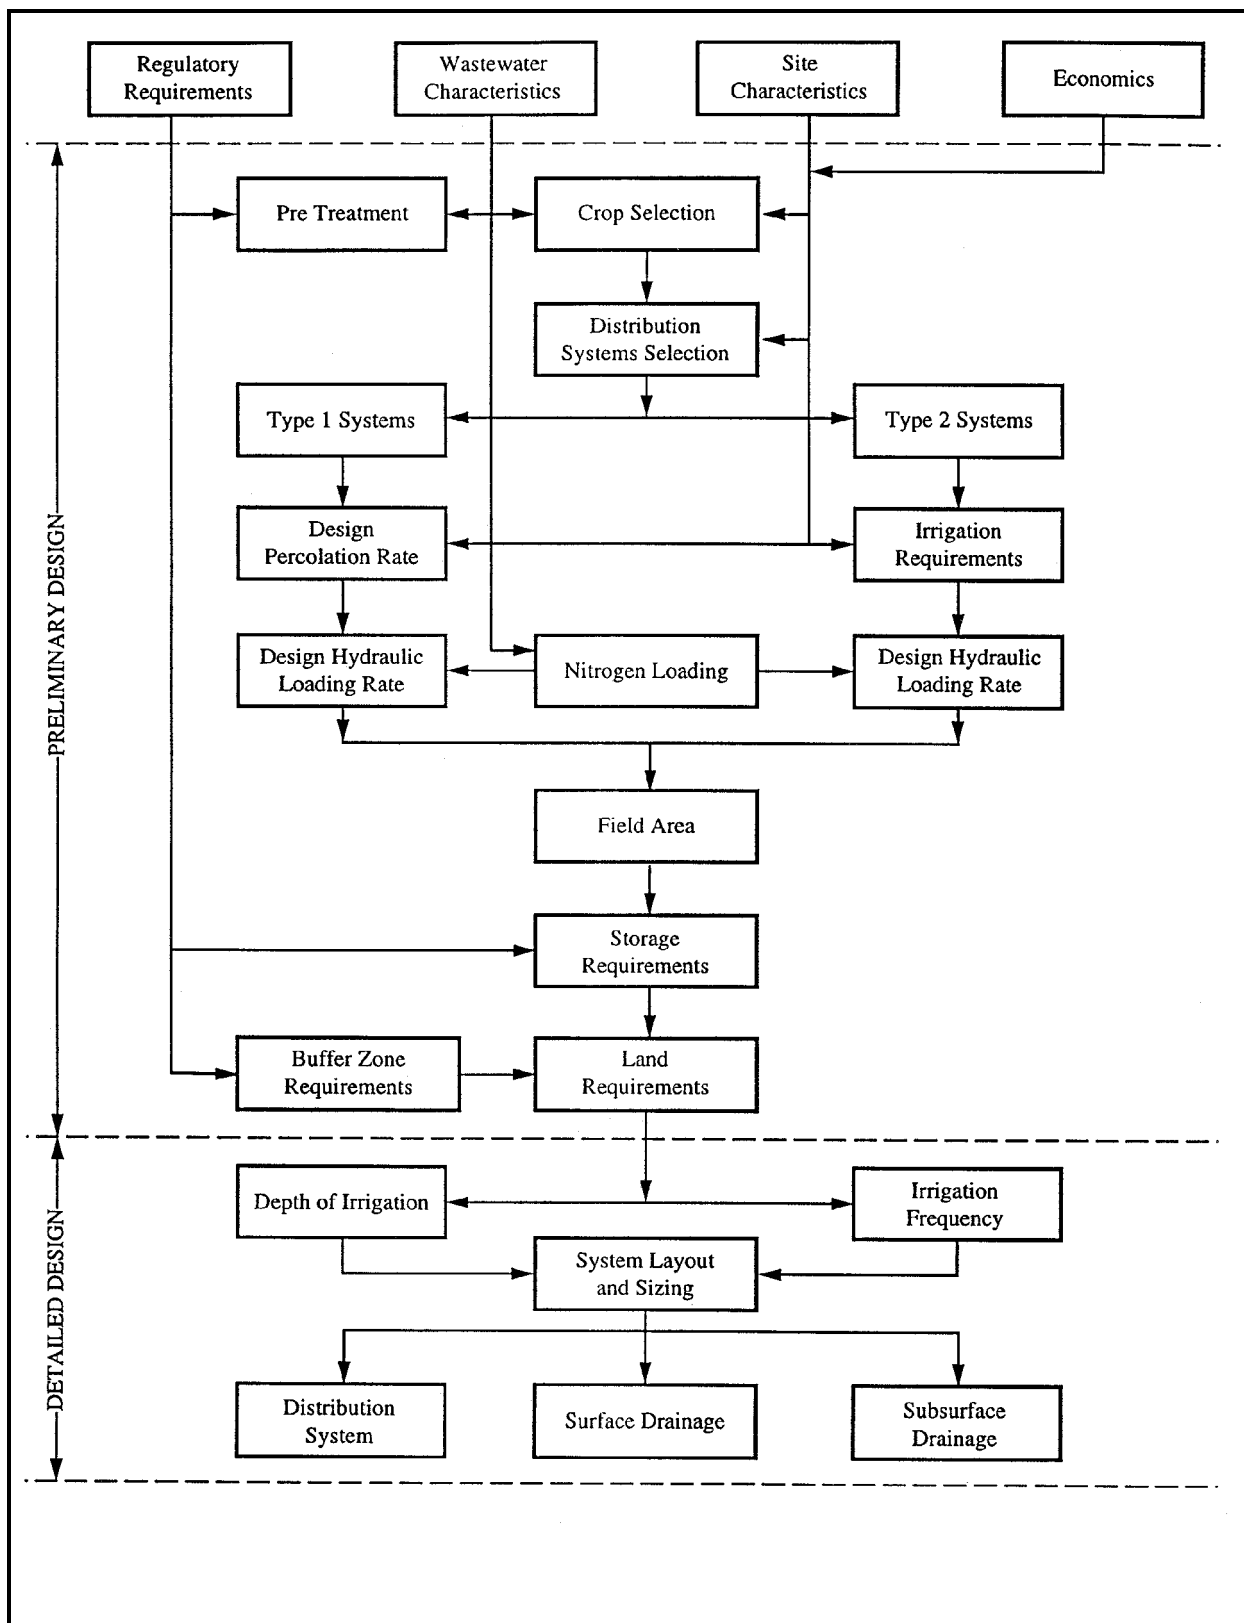 Regulatory
Requirements
Wastewater
Characteristics
Site
Characteristics
Economics
Pre Treatment
Crop Selection
Distribution
Systems Selection
Type 1 Systems
Type 2 Systems
Design
Percolation Rate
Irrigation
Requirements
Design Hydraulic
Loading Rate
Nitrogen Loading
Design Hydraulic
Loading Rate
PRELIMINARY DESIGN
Field Area
Storage
Requirements
Buffer Zone
Requirements
Land
Requirements
Depth of Irrigation
Irrigation
Frequency
System Layout
and Sizing
DETAILED DESIGN
Distribution
System
Surface Drainage
Subsurface
Drainage